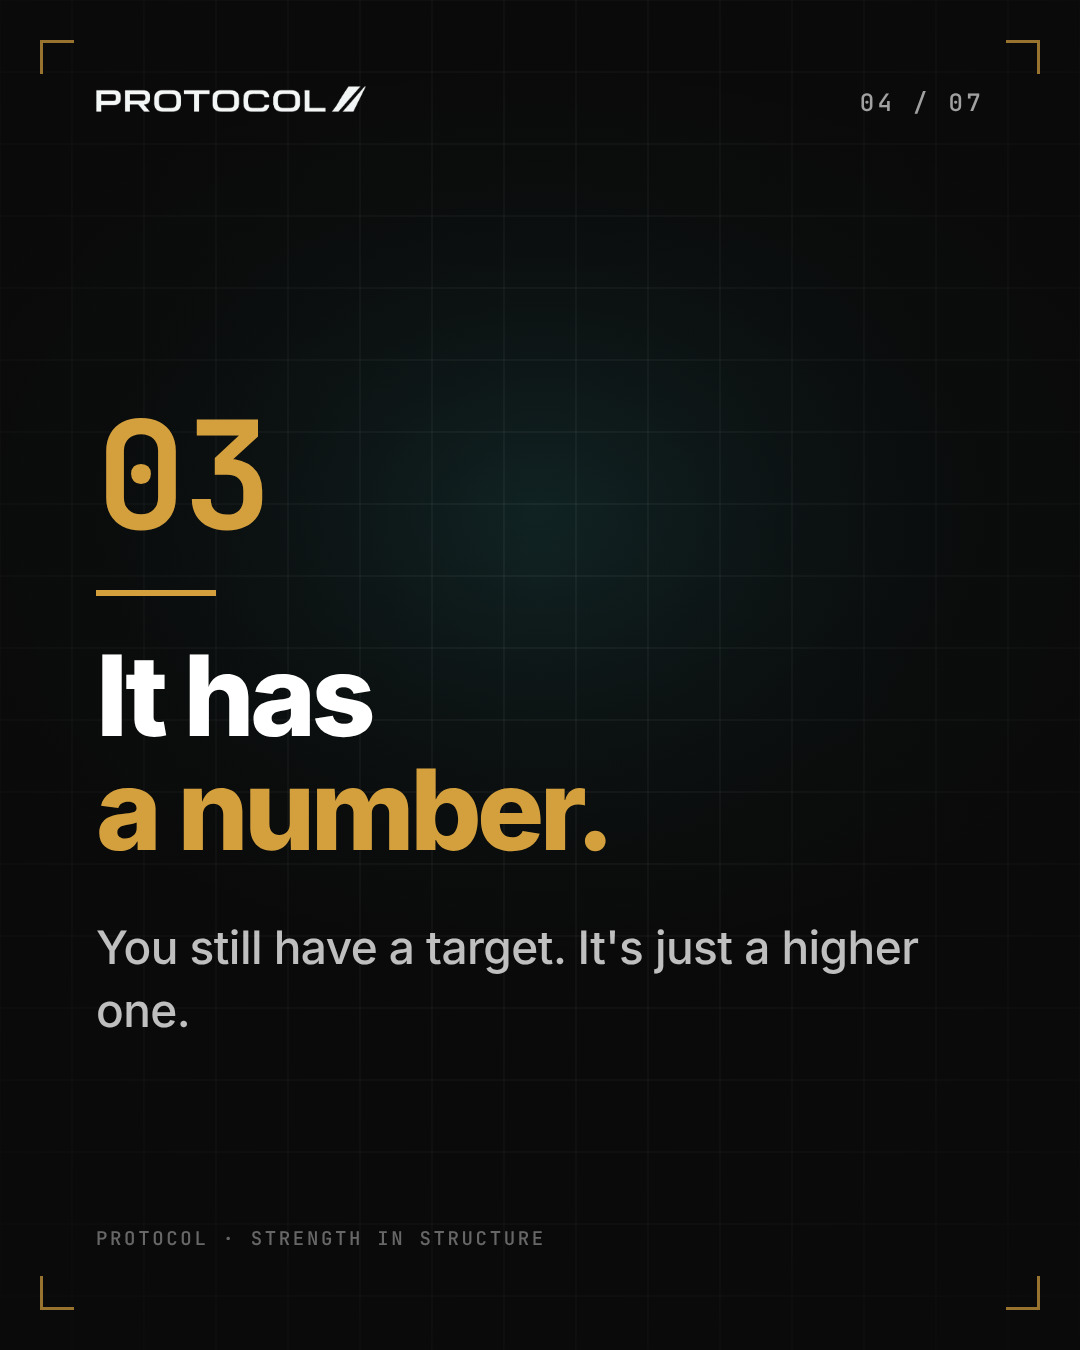 PROTOCOL
04 / 07
03
It has
a number.
You still have a target. It's just a higher
one.
PROTOCOL · STRENGTH IN STRUCTURE